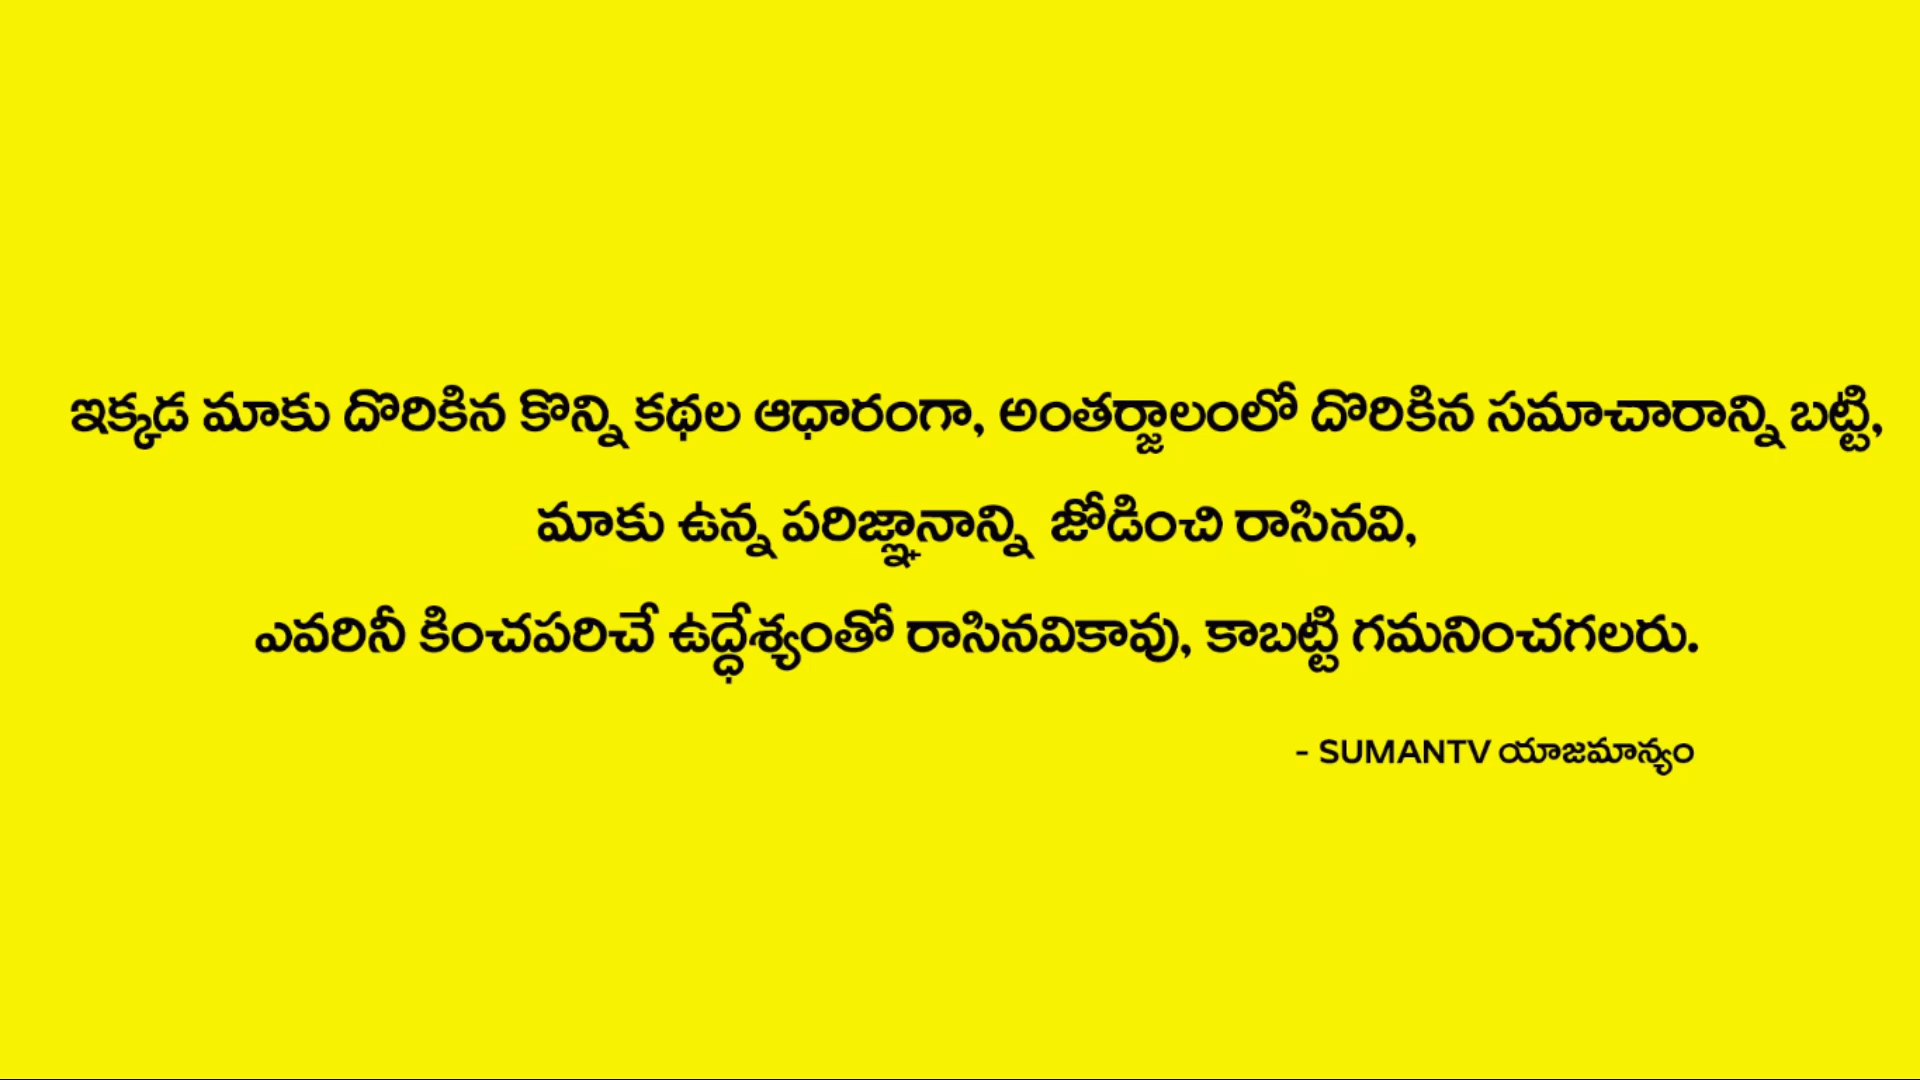 ఇక్కడ మాకు దొరికిన కొన్ని కథల ఆధారంగా, అంతర్జాలంలో దొరికిన సమాచారాన్ని బట్టి,
మాకు ఉన్న పరిజ్ఞానాన్ని జోడించి రాసినవి,
ఎవరినీ కించపరిచే ఉద్ధేశ్యంతో రాసినవికావు, కాబట్టి గమనించగలరు.
- SUMANTV యాజమాన్యం